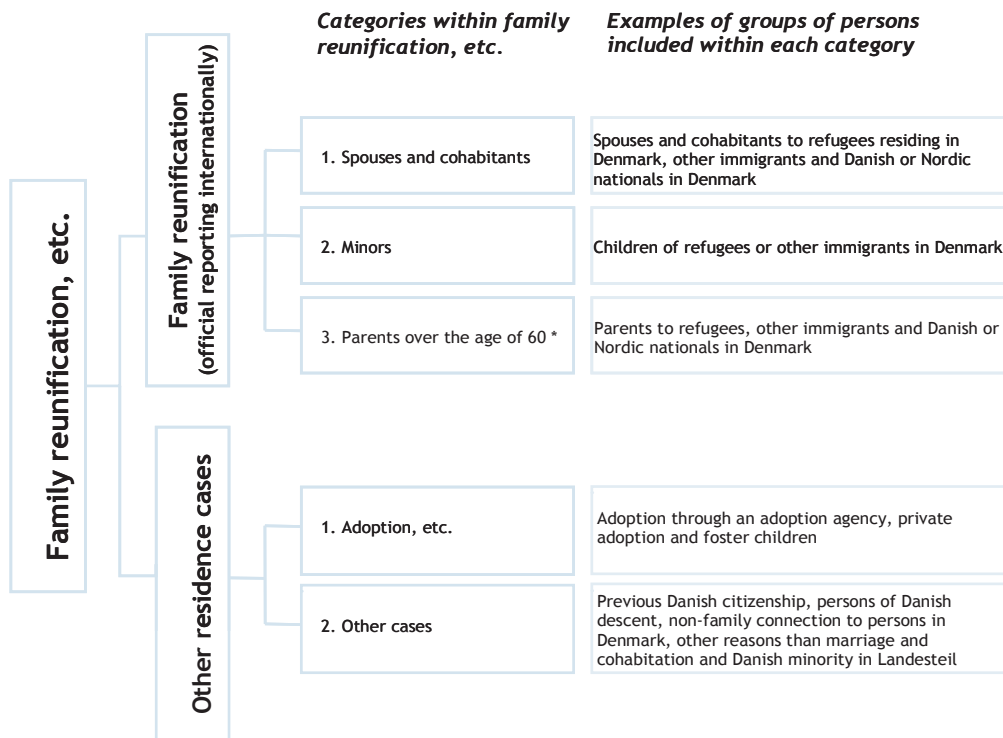 Categories within family
reunification, etc.
Examples of groups of persons
included within each category
Family reunification, etc.
Family reunification
(official reporting internationally)
1. Spouses and cohabitants
Spouses and cohabitants to refugees residing in
Denmark, other immigrants and Danish or Nordic
nationals in Denmark
2. Minors
Children of refugees or other immigrants in Denmark
3. Parents over the age of 60 *
Parents to refugees, other immigrants and Danish or
Nordic nationals in Denmark
Other residence cases
1. Adoption, etc.
Adoption through an adoption agency, private
adoption and foster children
2. Other cases
Previous Danish citizenship, persons of Danish
descent, non-family connection to persons in
Denmark, other reasons than marriage and
cohabitation and Danish minority in Landesteil